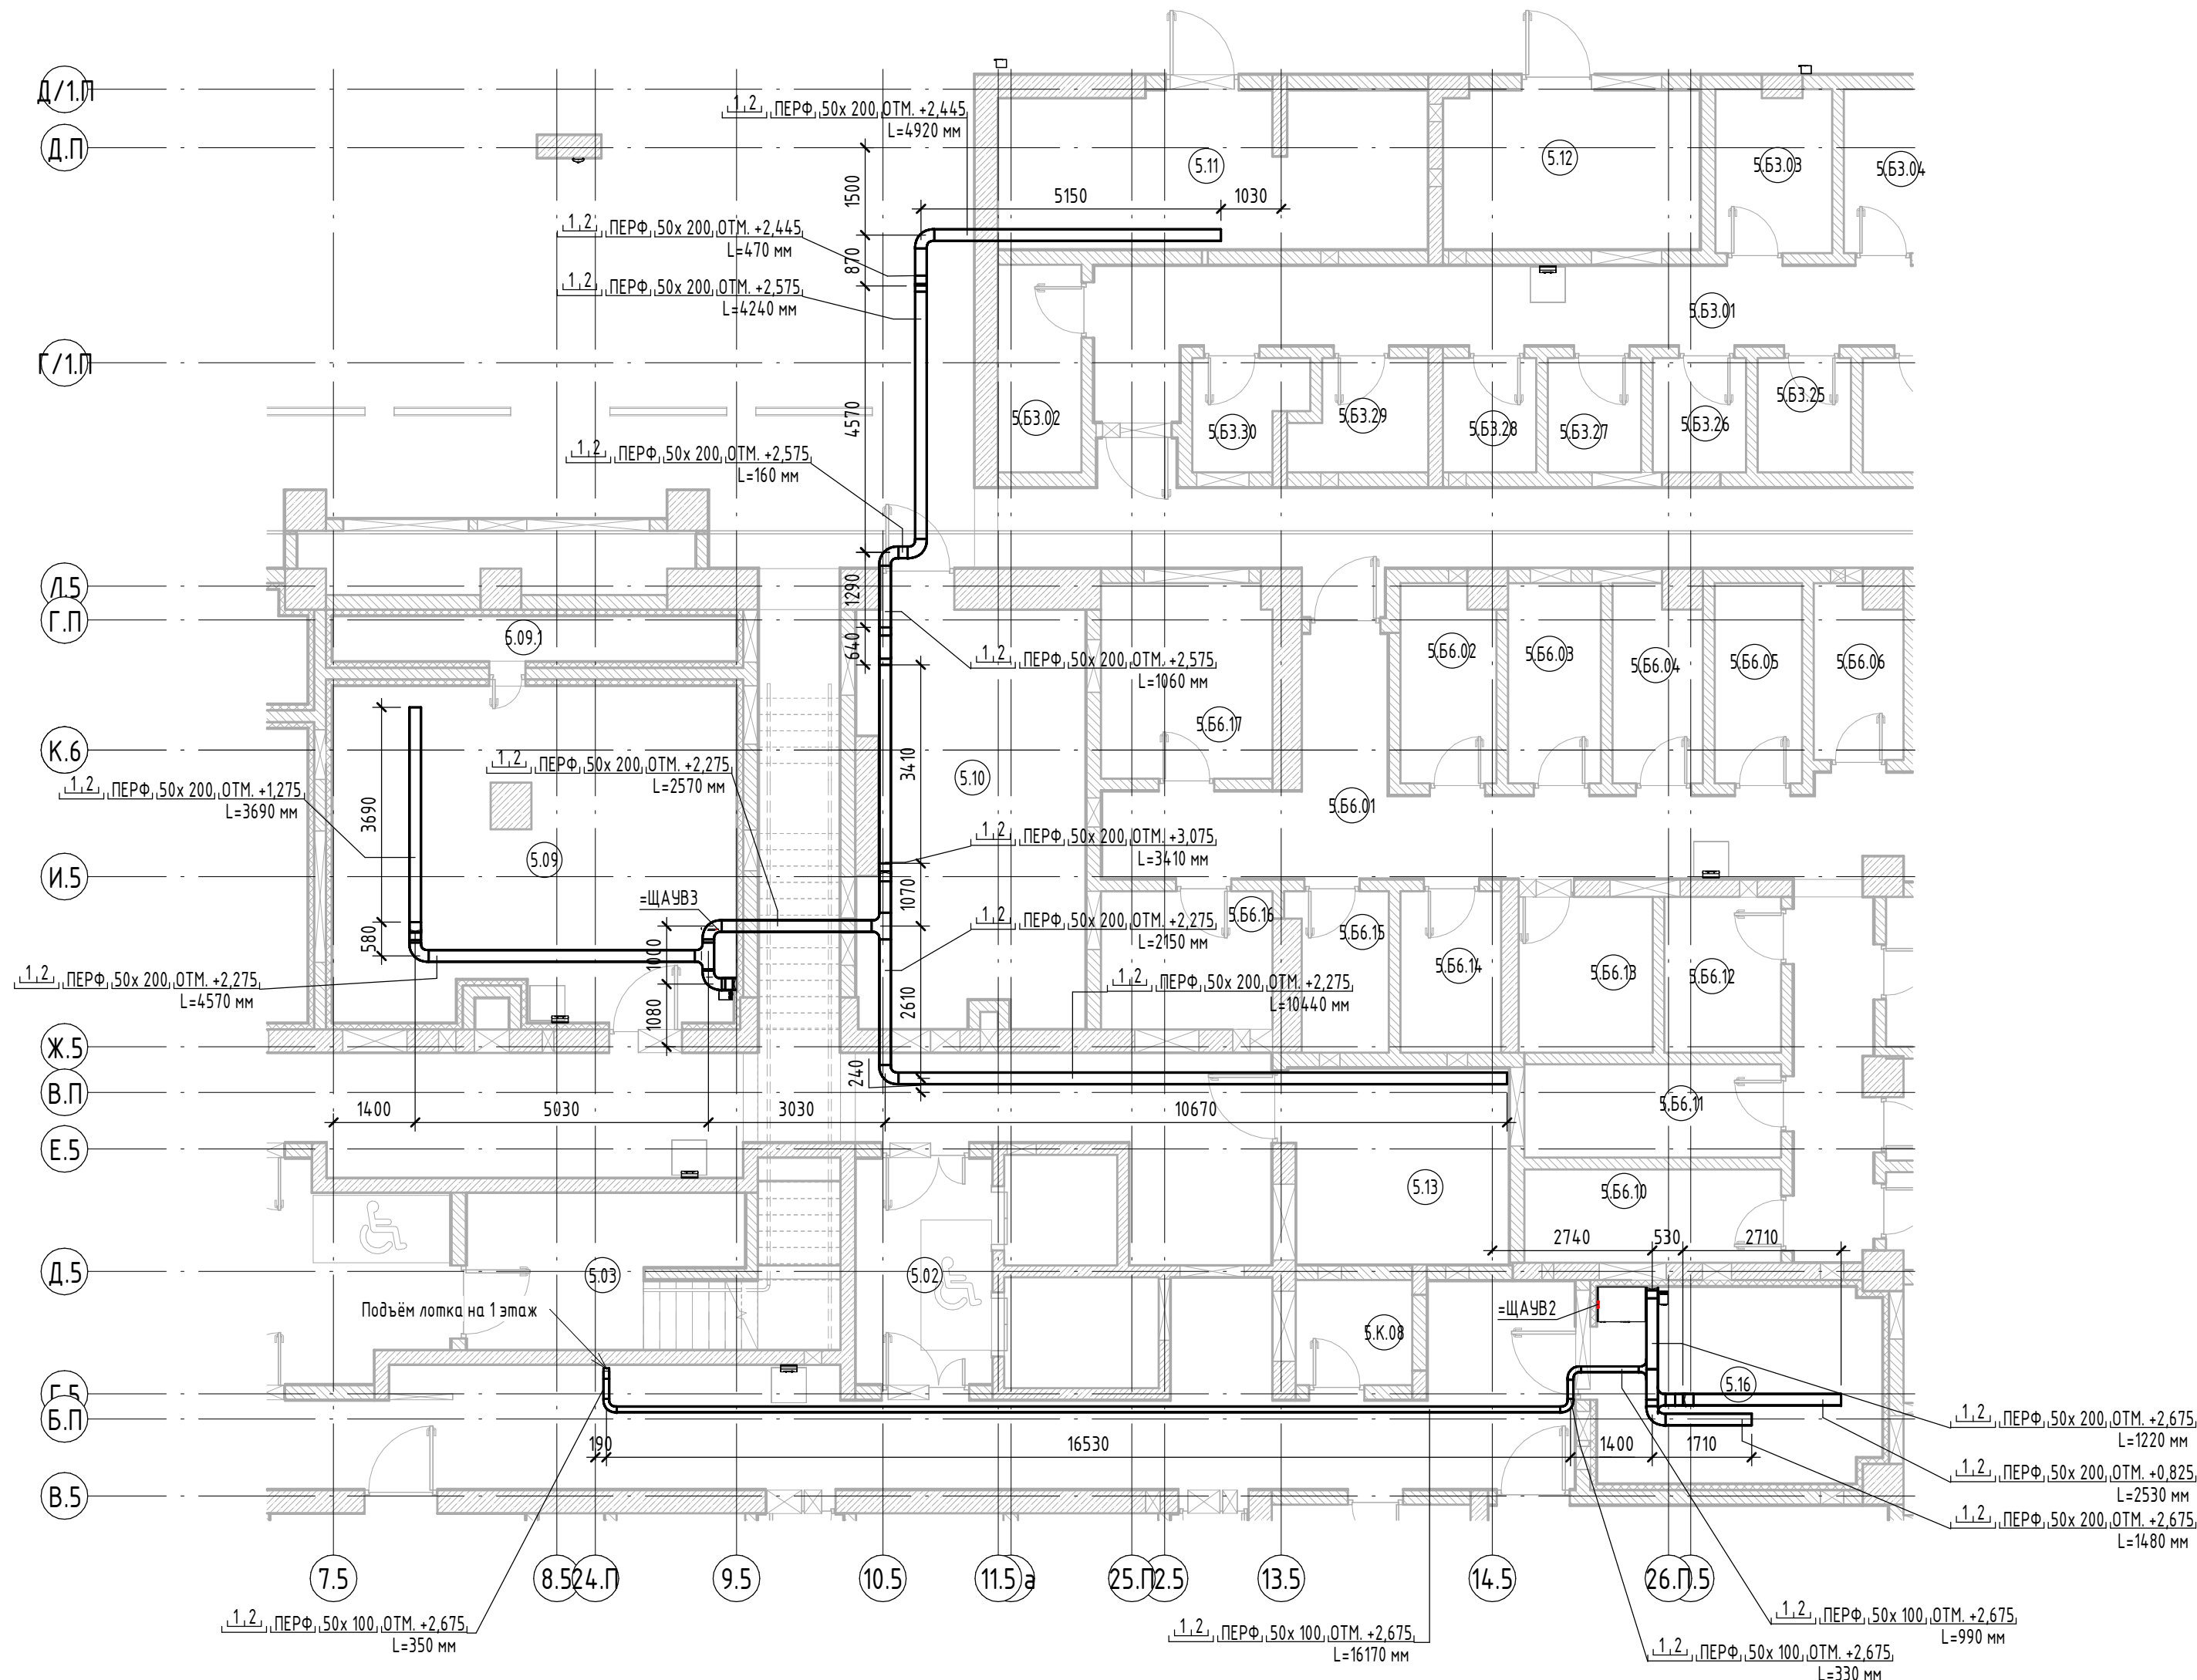 Д/1.П
1 2 ПЕРФ 50х 200 ОТМ. +2,445
L=4920 мм
Д.П
5.11
5.12
5.Б3.03
5.Б3.04
1500
5150
1030
1 2 ПЕРФ 50х 200 ОТМ. +2,445
L=470 мм
870
1 2 ПЕРФ 50х 200 ОТМ. +2,575
L=4240 мм
5.Б3.01
Г/1.П
4570
5.Б3.02
5.Б3.30
5.Б3.29
5.Б3.28
5.Б3.27
5.Б3.26
5.Б3.25
1 2 ПЕРФ 50х 200 ОТМ. +2,575
L=160 мм
Л.5
Г.П
1290
640
5.09.1
1 2 ПЕРФ 50х 200 ОТМ. +2,575
L=1060 мм
5.Б6.02
5.Б6.03
5.Б6.04
5.Б6.05
5.Б6.06
5.Б6.17
К.6
1 2 ПЕРФ 50х 200 ОТМ. +2,275
L=2570 мм
3410
5.10
1 2 ПЕРФ 50х 200 ОТМ. +1,275
L=3690 мм
3690
5.Б6.01
5.09
1 2 ПЕРФ 50х 200 ОТМ. +3,075
L=3410 мм
И.5
=ЩАУВ3
1070
1 2 ПЕРФ 50х 200 ОТМ. +2,275
L=2150 мм
5.Б6.16
5.Б6.15
5.Б6.14
5.Б6.13
5.Б6.12
580
1000
1 2 ПЕРФ 50х 200 ОТМ. +2,275
L=4570 мм
1 2 ПЕРФ 50х 200 ОТМ. +2,275
L=10440 мм
1080
2610
Ж.5
240
В.П
1400
5030
3030
10670
5.Б6.11
Е.5
5.13
5.Б6.10
2740
530
2710
Д.5
5.03
5.02
Подъём лотка на 1 этаж
=ЩАУВ2
5.К.08
5.16
Г.5
Б.П
190
16530
1400
1710
1 2 ПЕРФ 50х 200 ОТМ. +2,675
L=1220 мм
1 2 ПЕРФ 50х 200 ОТМ. +0,825
L=2530 мм
В.5
1 2 ПЕРФ 50х 200 ОТМ. +2,675
L=1480 мм
7.5
8.5
24.П
9.5
10.5
11.5
а
25.П
2.5
13.5
14.5
26.П
.5
1 2 ПЕРФ 50х 100 ОТМ. +2,675
L=350 мм
1 2 ПЕРФ 50х 100 ОТМ. +2,675
L=16170 мм
1 2 ПЕРФ 50х 100 ОТМ. +2,675
L=990 мм
1 2 ПЕРФ 50х 100 ОТМ. +2,675
L=330 мм